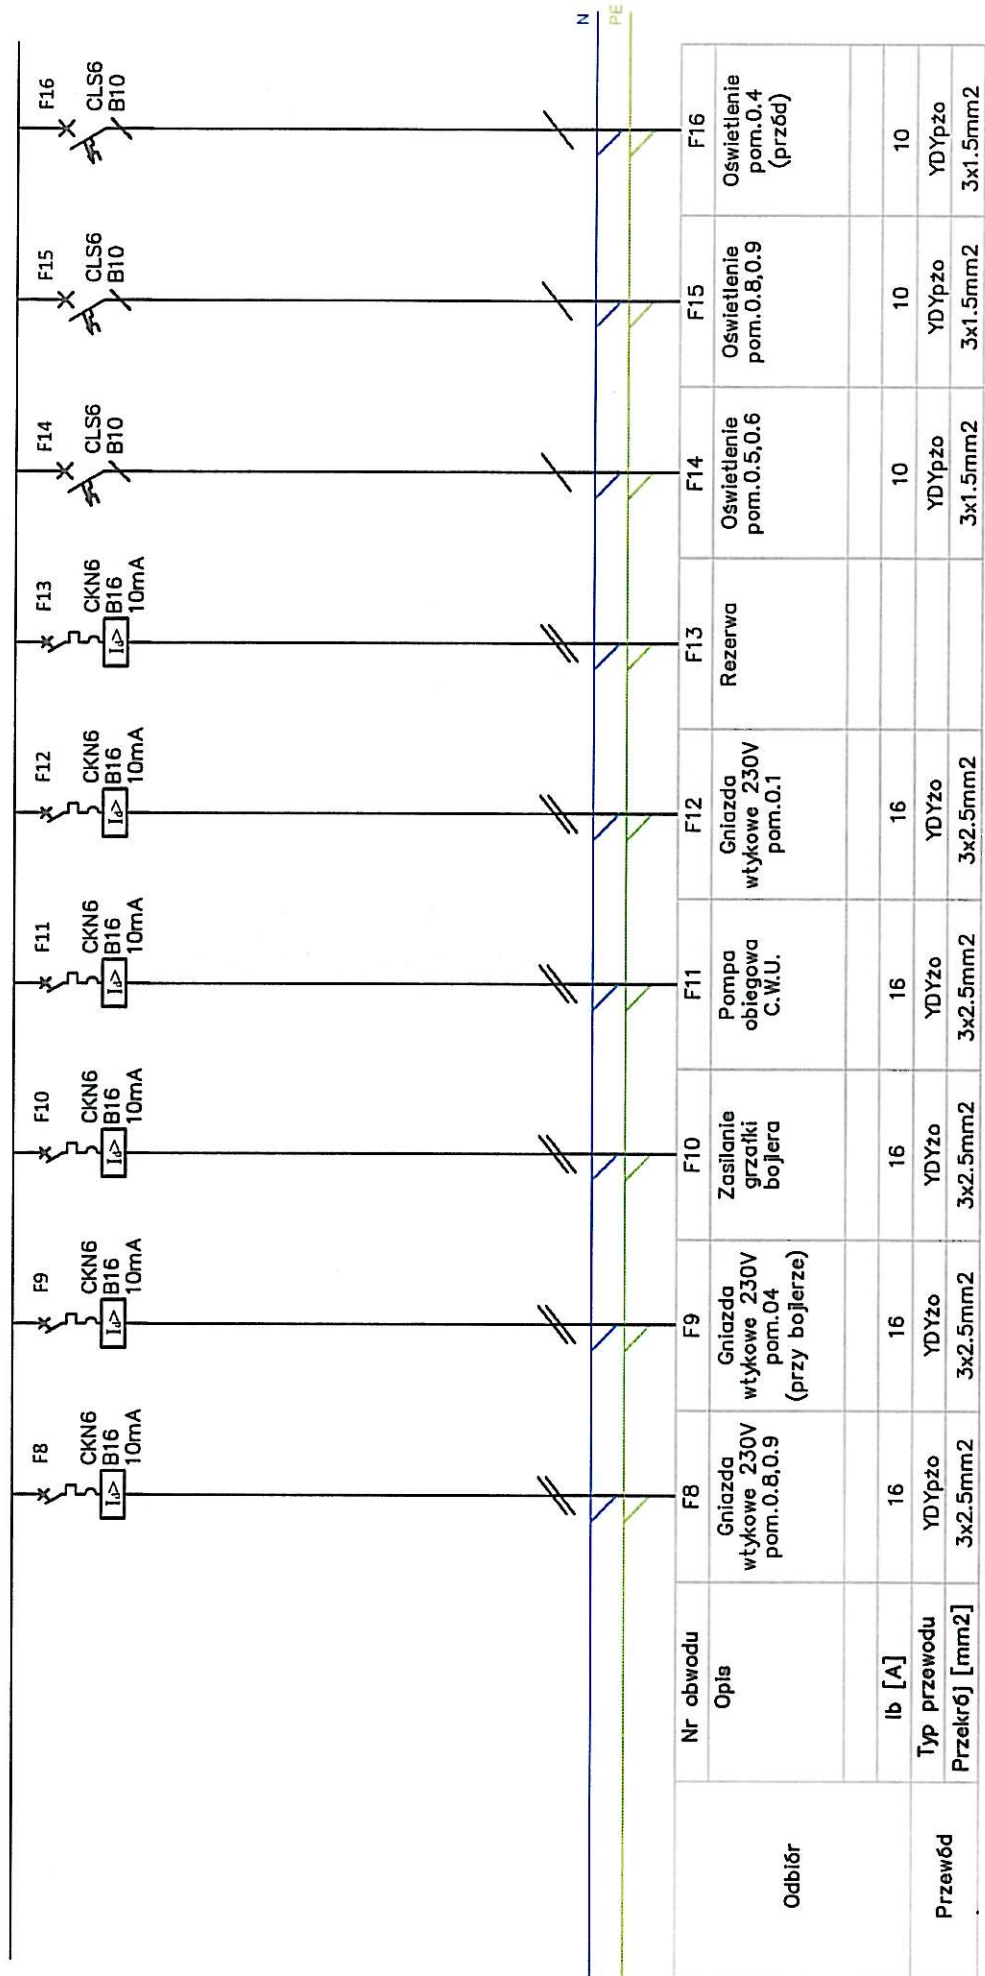 F8
CKN6
B16
10mA
F9
CKN6
B16
10mA
F10
CKN6
B16
10mA
F11
CKN6
B16
10mA
F12
CKN6
B16
10mA
F13
CKN6
B16
10mA
F14
CLS6
B10
F15
CLS6
B10
F16
CLS6
B10
I∆>
I∆>
I∆>
I∆>
I∆>
I∆>
N
PE
Odbiór
Nr obwodu
F8
F9
F10
F11
F12
F13
F14
F15
F16
Opis
Gniazda
wtykowe 230V
pom.0.8,0.9
Gniazda
wtykowe 230V
pom.04
(przy bojlerze)
Zasilanie
grzałki
bojlera
Pompa
obiegowa
C.W.U.
Gniazda
wtykowe 230V
pom.0.1
Rezerwa
Oświetlenie
pom.0.5,0.6
Oświetlenie
pom.0.8,0.9
Oświetlenie
pom.0.4
(przód)
Ib [A]
16
16
16
16
16
10
10
10
Przewód
Typ przewodu
YDYpżo
YDYżo
YDYżo
YDYżo
YDYżo
YDYpżo
YDYpżo
YDYpżo
Przekrój [mm2]
3x2.5mm2
3x2.5mm2
3x2.5mm2
3x2.5mm2
3x2.5mm2
3x1.5mm2
3x1.5mm2
3x1.5mm2